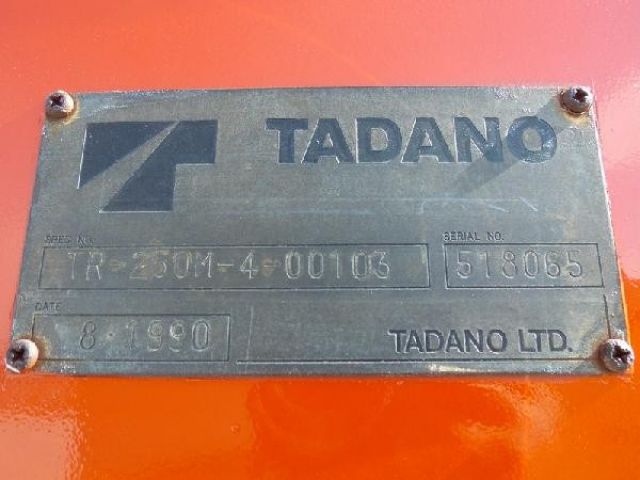 TADANO
SPEC. NO.
SERIAL NO.
TR-250M-4-00103
518065
DATE
8·1990
TADANO LTD.